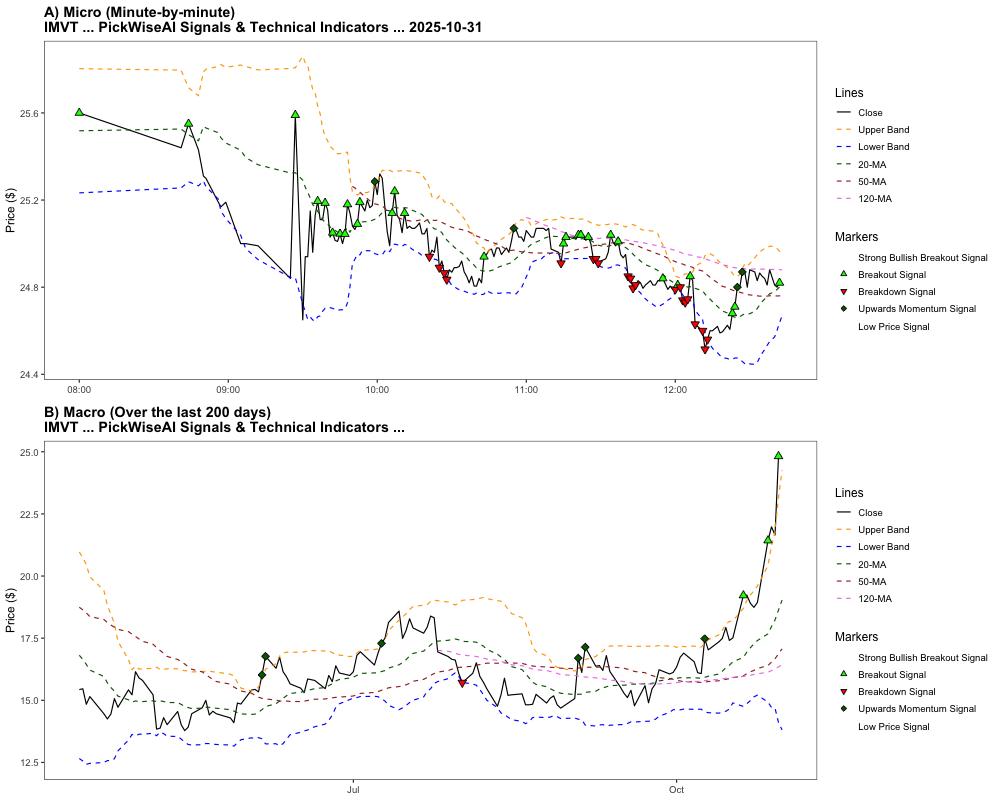 A) Micro (Minute-by-minute)
IMVT ... PickWiseAI Signals & Technical Indicators ... 2025-10-31
Price ($)
25.6
25.2
24.8
24.4
08:00 09:00 10:00 11:00 12:00
Lines
Close
Upper Band
Lower Band
20-MA
50-MA
120-MA
Markers
Strong Bullish Breakout Signal
Breakout Signal
Breakdown Signal
Upwards Momentum Signal
Low Price Signal
B) Macro (Over the last 200 days)
IMVT ... PickWiseAI Signals & Technical Indicators ...
Price ($)
25.0
22.5
20.0
17.5
15.0
12.5
Jul Oct
Lines
Close
Upper Band
Lower Band
20-MA
50-MA
120-MA
Markers
Strong Bullish Breakout Signal
Breakout Signal
Breakdown Signal
Upwards Momentum Signal
Low Price Signal